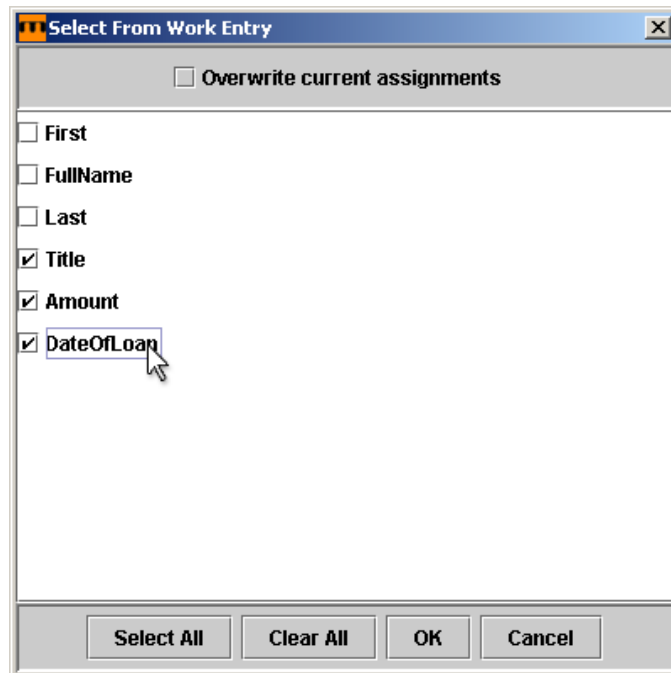 Select From Work Entry
Overwrite current assignments
First
FullName
Last
Title
Amount
DateOfLoan
Select All Clear All OK Cancel